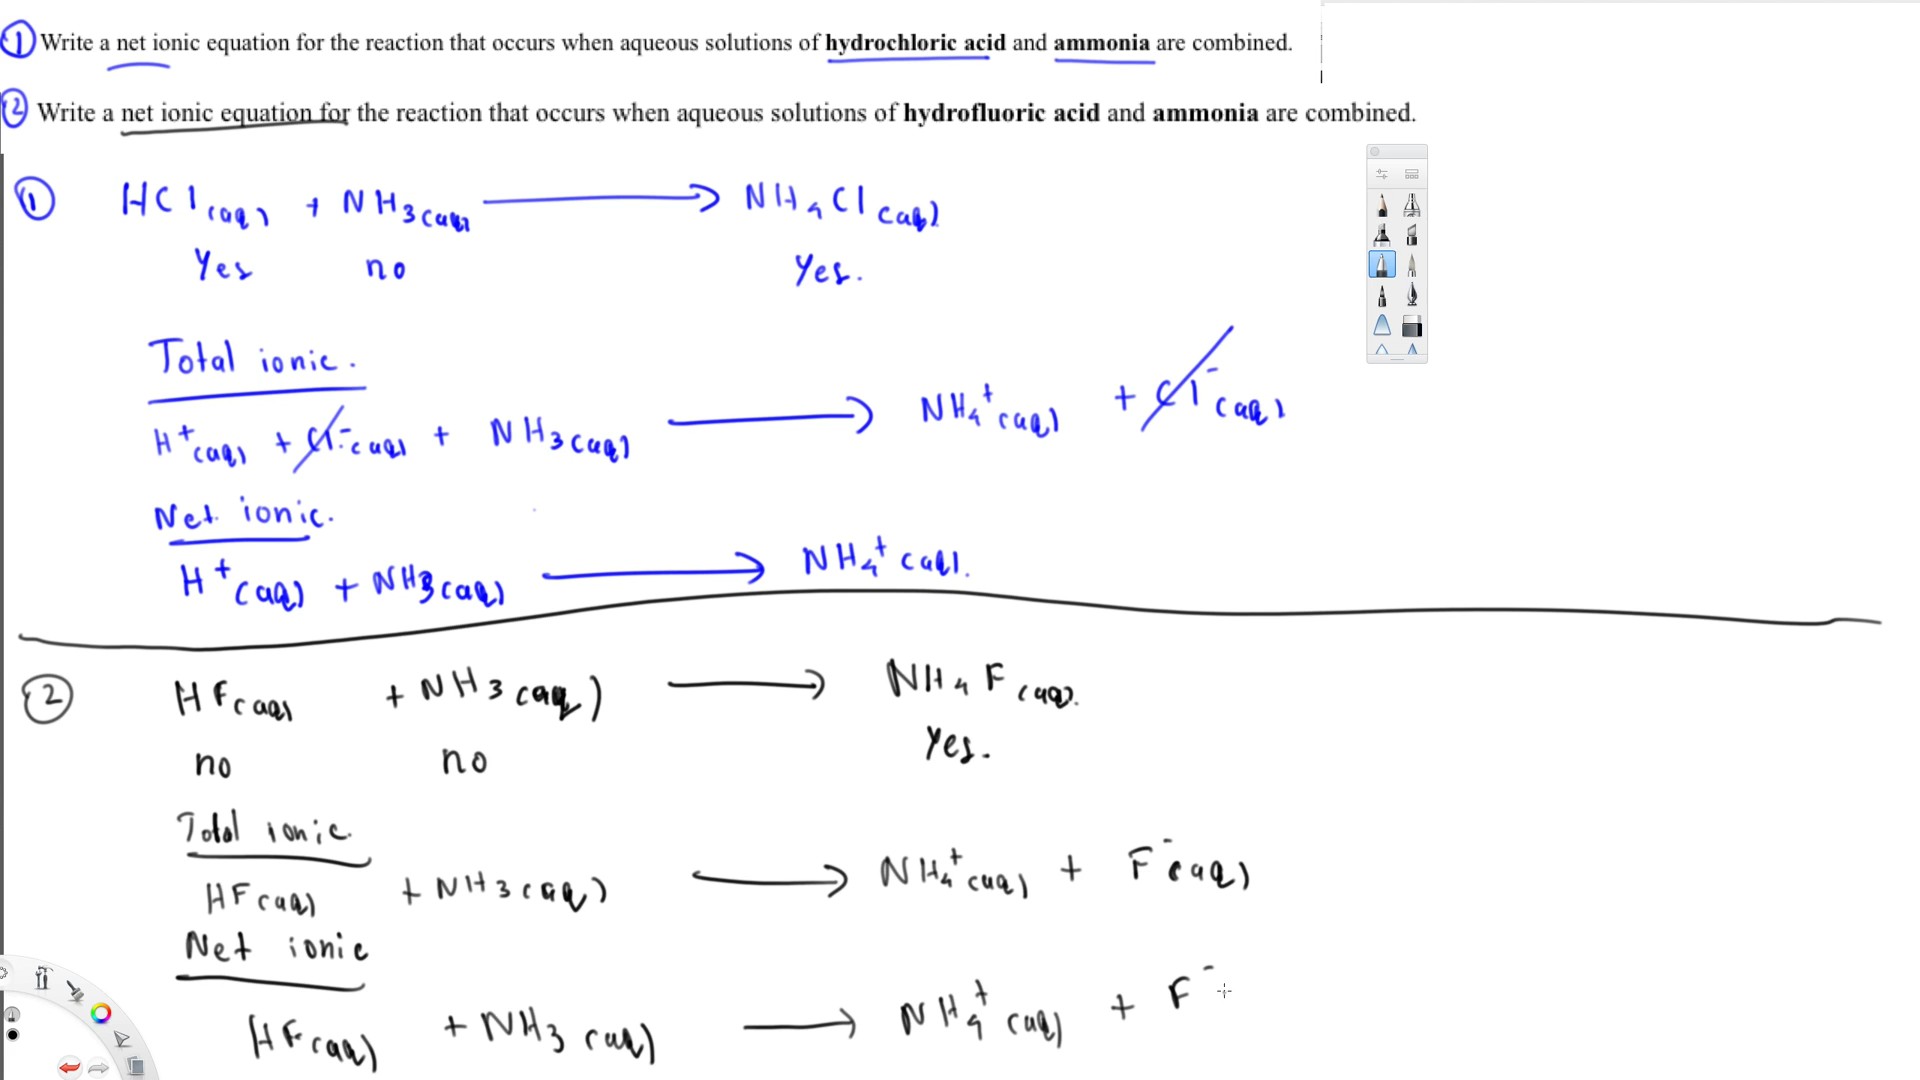 ① Write a net ionic equation for the reaction that occurs when aqueous solutions of hydrochloric acid and ammonia are combined.
② Write a net ionic equation for the reaction that occurs when aqueous solutions of hydrofluoric acid and ammonia are combined.
① HCl(aq) + NH3(aq) ⟶ NH4Cl(aq)
Yes no Yes.
Total ionic.
H+(aq) + Cl-(aq) + NH3(aq) ⟶ NH4+(aq) + Cl-(aq)
Net ionic.
H+(aq) + NH3(aq) ⟶ NH4+(aq).
② HF(aq) + NH3(aq) ⟶ NH4F(aq).
no no Yes.
Total ionic.
HF(aq) + NH3(aq) ⟶ NH4+(aq) + F-(aq)
Net ionic
HF(aq) + NH3(aq) ⟶ NH4+(aq) + F-